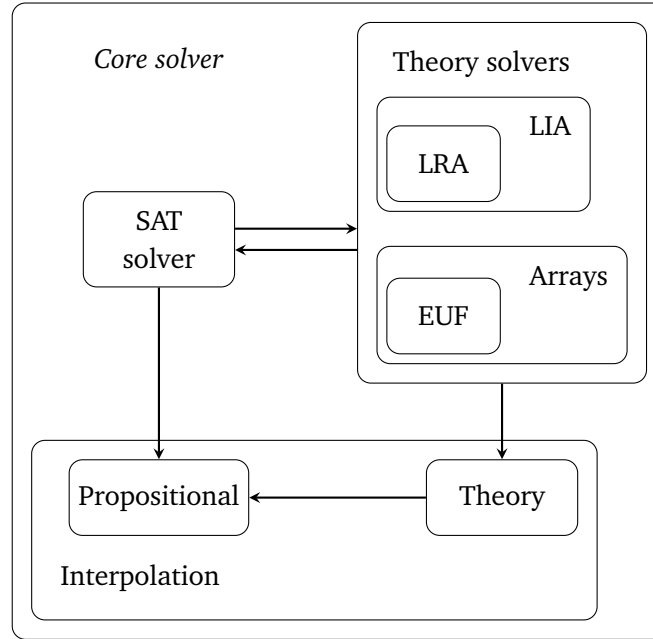 Core solver
Theory solvers
LIA
LRA
SAT
solver
Arrays
EUF
Propositional
Theory
Interpolation